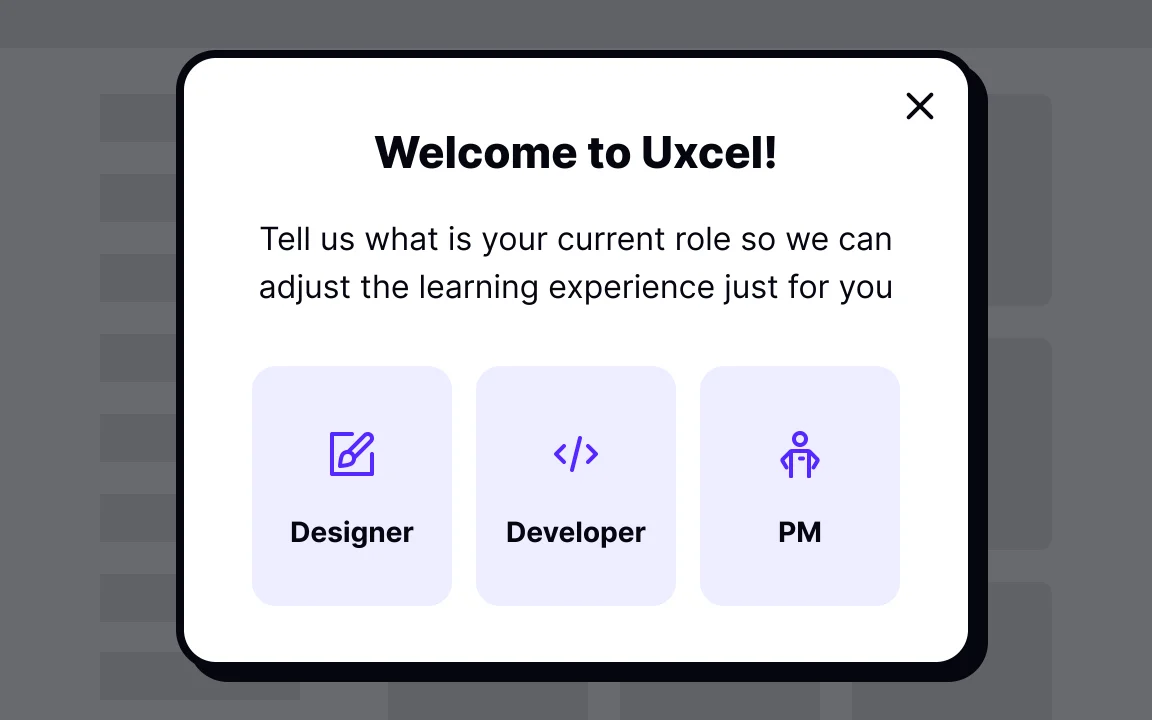 Welcome to Uxcel!
Tell us what is your current role so we can
adjust the learning experience just for you
Designer
Developer
PM